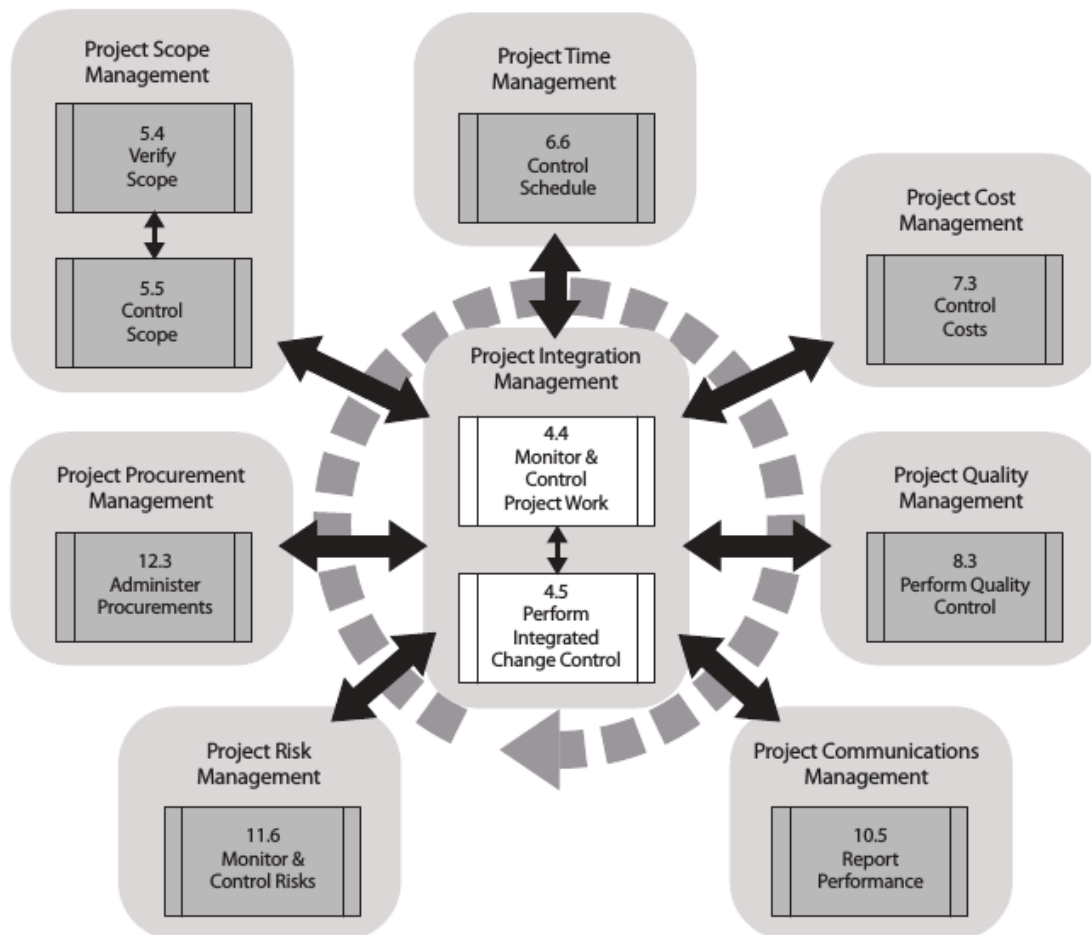 Project Scope
Management
5.4
Verify
Scope
5.5
Control
Scope
Project Time
Management
6.6
Control
Schedule
Project Cost
Management
7.3
Control
Costs
Project Integration
Management
4.4
Monitor &
Control
Project Work
4.5
Perform
Integrated
Change Control
Project Procurement
Management
12.3
Administer
Procurements
Project Quality
Management
8.3
Perform Quality
Control
Project Risk
Management
11.6
Monitor &
Control Risks
Project Communications
Management
10.5
Report
Performance